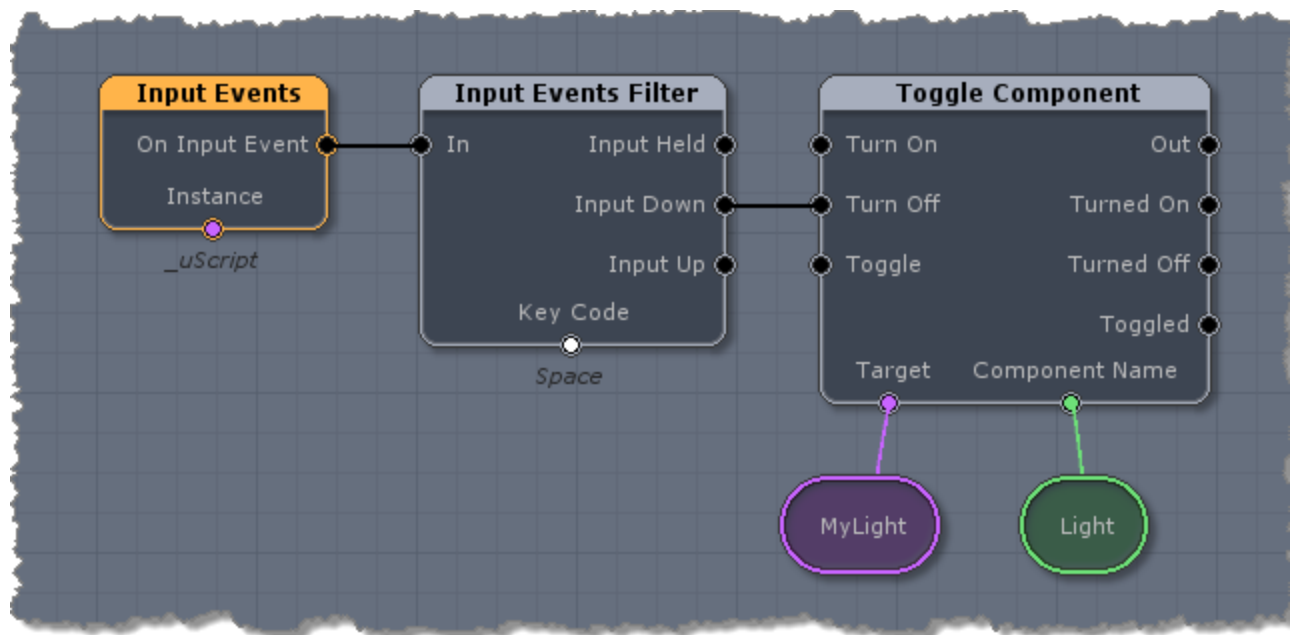 Input Events
On Input Event
Instance
_uScript
Input Events Filter
In
Input Held
Input Down
Input Up
Key Code
Space
Toggle Component
Turn On
Out
Turn Off
Turned On
Toggle
Turned Off
Toggled
Target
Component Name
MyLight
Light